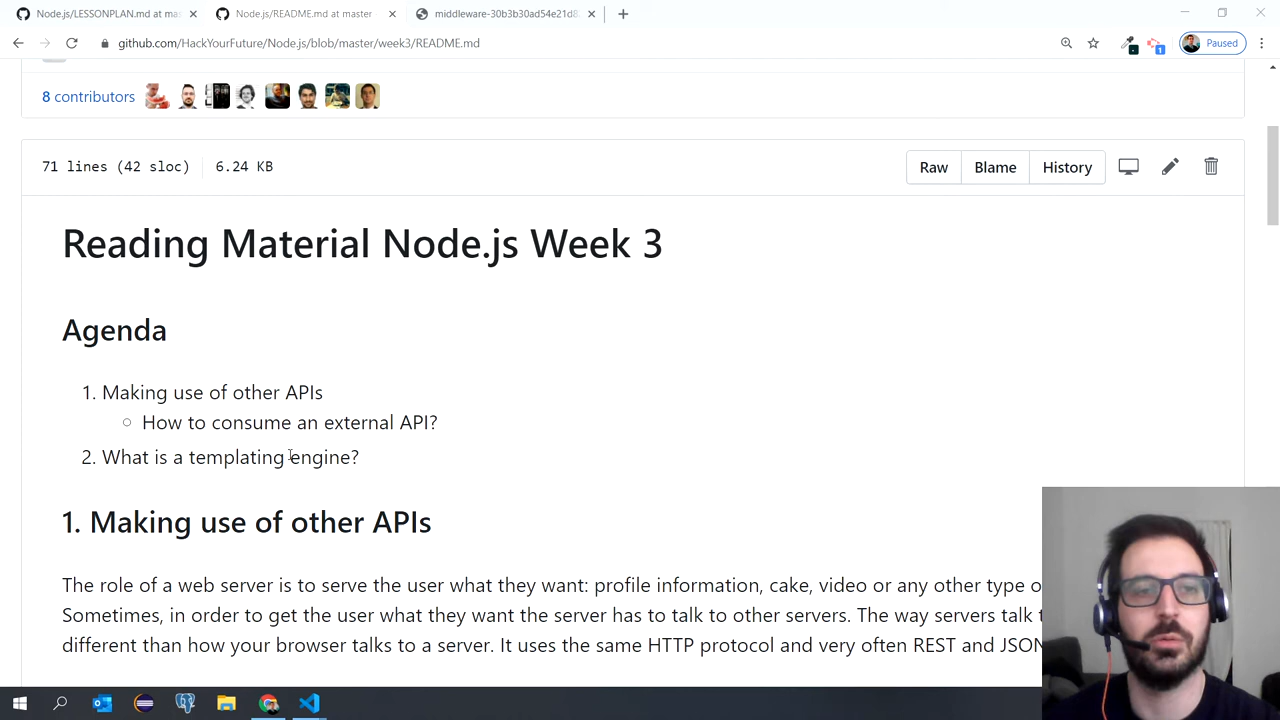 Node.js/LESSONPLAN.md at mas
Node.js/README.md at master
middleware-30b3b30ad54e21d8
github.com/HackYourFuture/Node.js/blob/master/week3/README.md
Paused
8 contributors
71 lines (42 sloc) 6.24 KB
Raw Blame History
Reading Material Node.js Week 3
Agenda
1. Making use of other APIs
How to consume an external API?
2. What is a templating engine?
1. Making use of other APIs
The role of a web server is to serve the user what they want: profile information, cake, video or any other type o
Sometimes, in order to get the user what they want the server has to talk to other servers. The way servers talk t
different than how your browser talks to a server. It uses the same HTTP protocol and very often REST and JSON